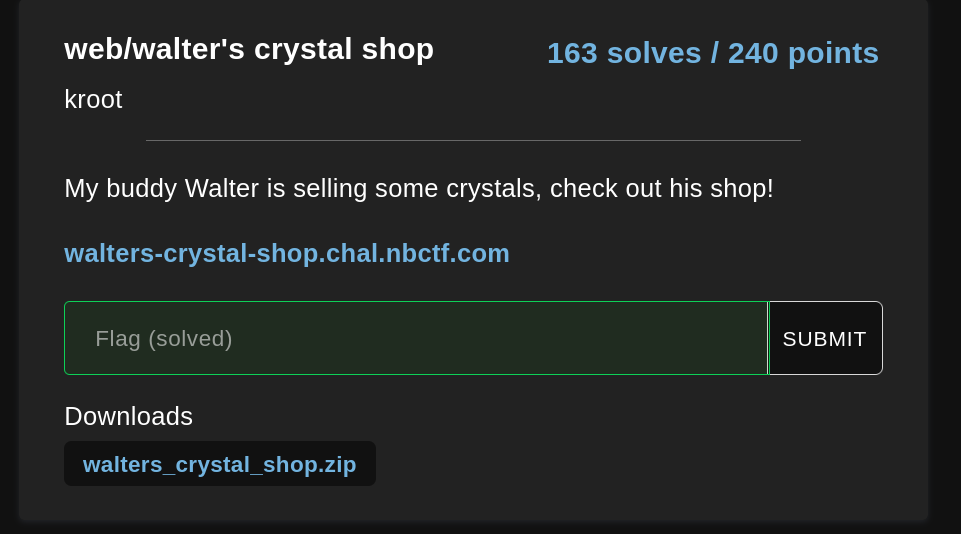 web/walter's crystal shop
163 solves / 240 points
kroot
My buddy Walter is selling some crystals, check out his shop!
walters-crystal-shop.chal.nbctf.com
Flag (solved)
SUBMIT
Downloads
walters_crystal_shop.zip